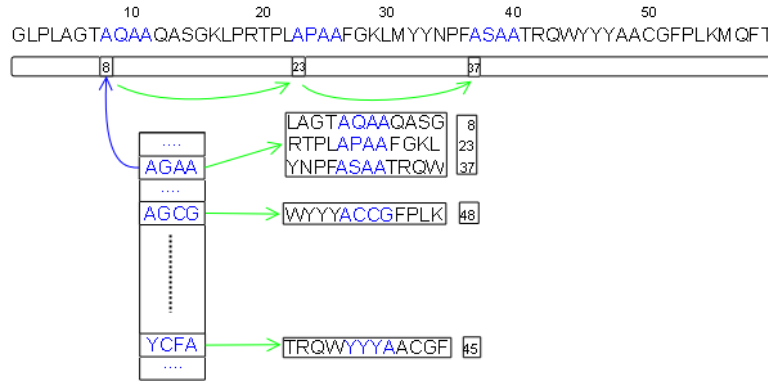 10 20 30 40 50
GLPLAGTAQAAQASGKLPRTPLAPAAFGKLMYYNPFASAATRQWYYYAACGFPLKMQFT
8 23 37
....
AGAA
....
AGCG
YCFA
....
LAGTAQAAQASG 8
RTPLAPAAFGKL 23
YNPFASAATRQW 37
WYYYACCGFPLK 48
TRQWYYYAACGF 45